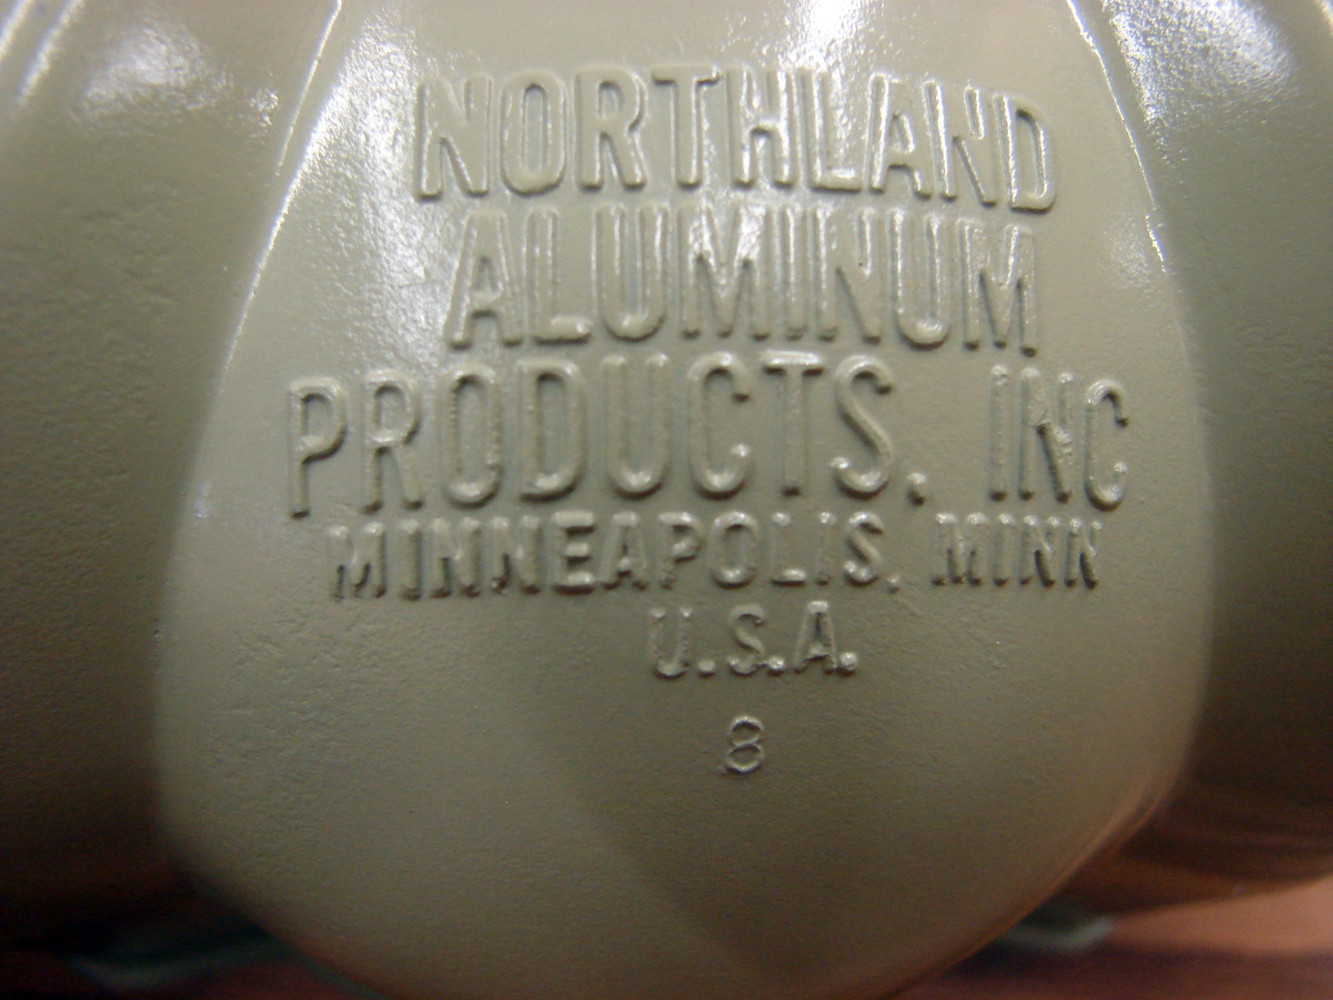 NORTHLAND
ALUMINUM
PRODUCTS, INC
MINNEAPOLIS, MINN
U.S.A.
8